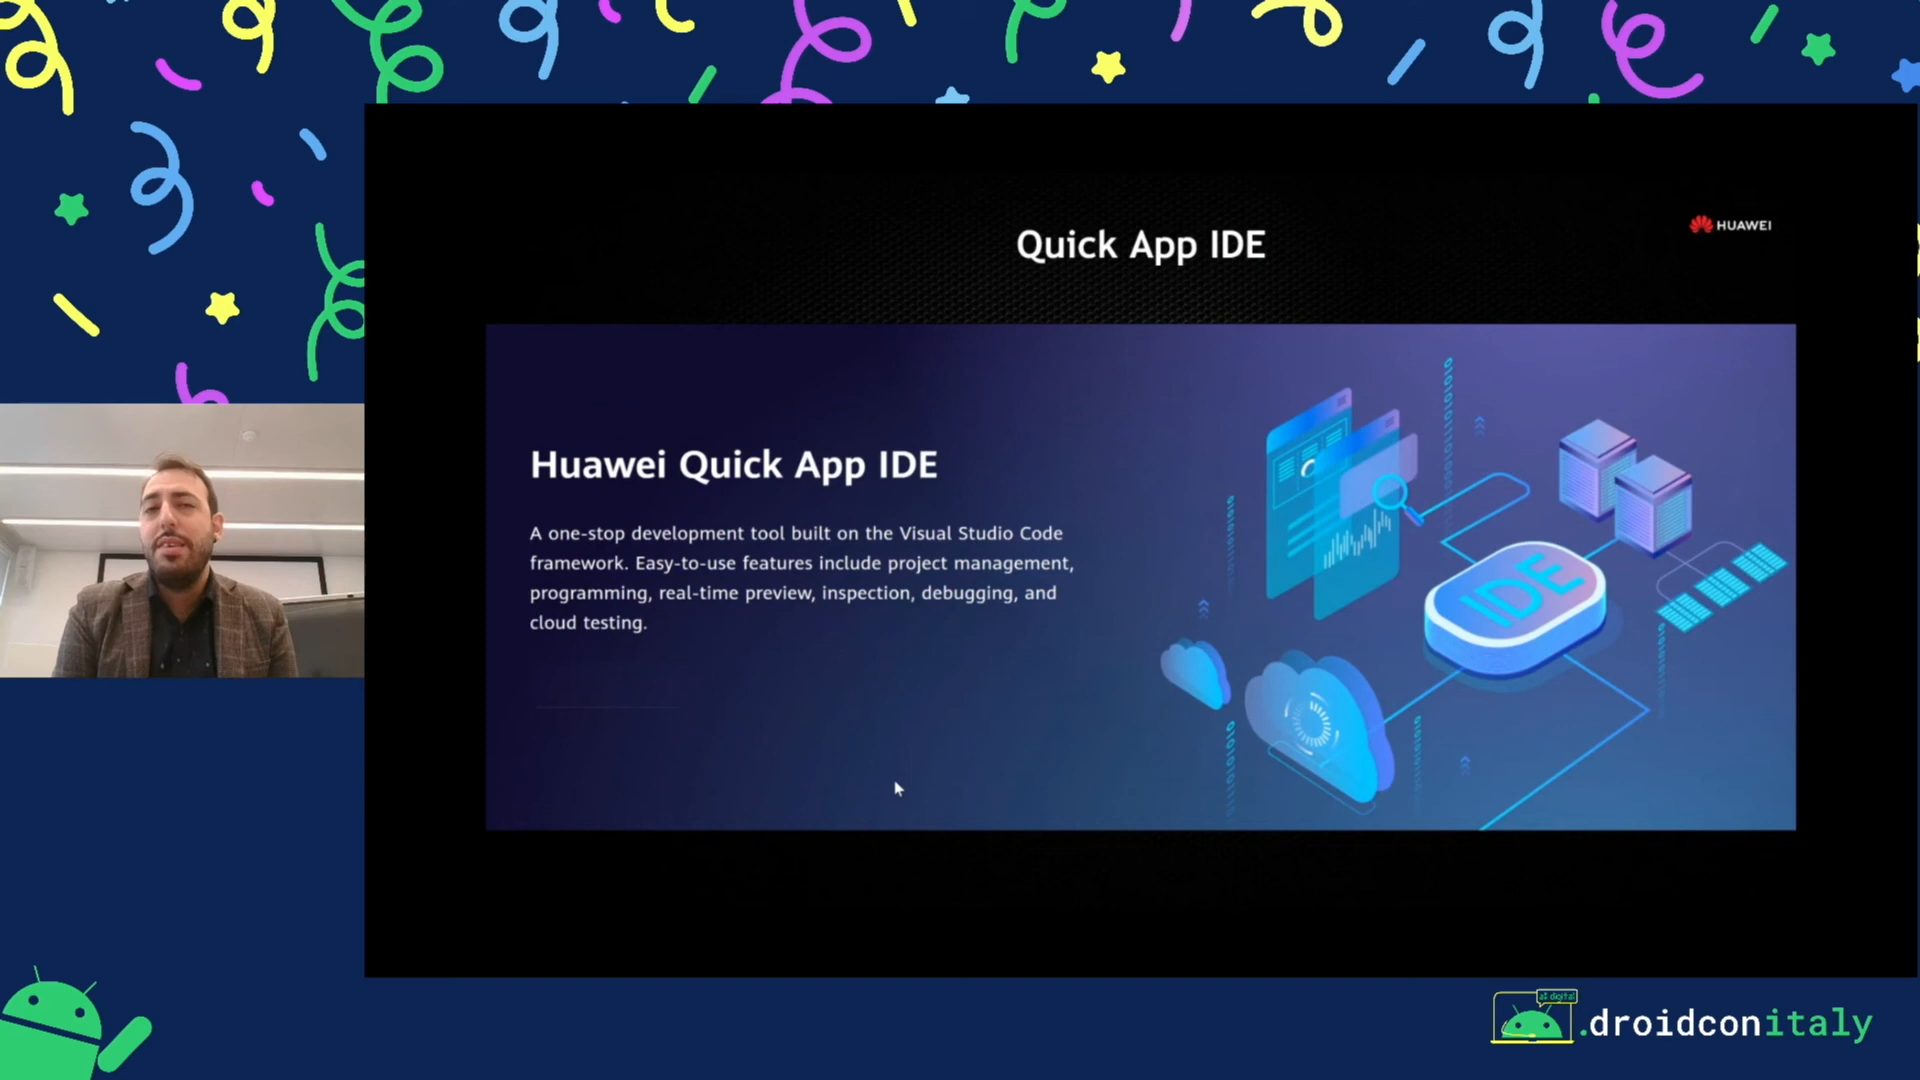 Quick App IDE
HUAWEI
Huawei Quick App IDE
A one-stop development tool built on the Visual Studio Code
framework. Easy-to-use features include project management,
programming, real-time preview, inspection, debugging, and
cloud testing.
IDE
.droidconitaly